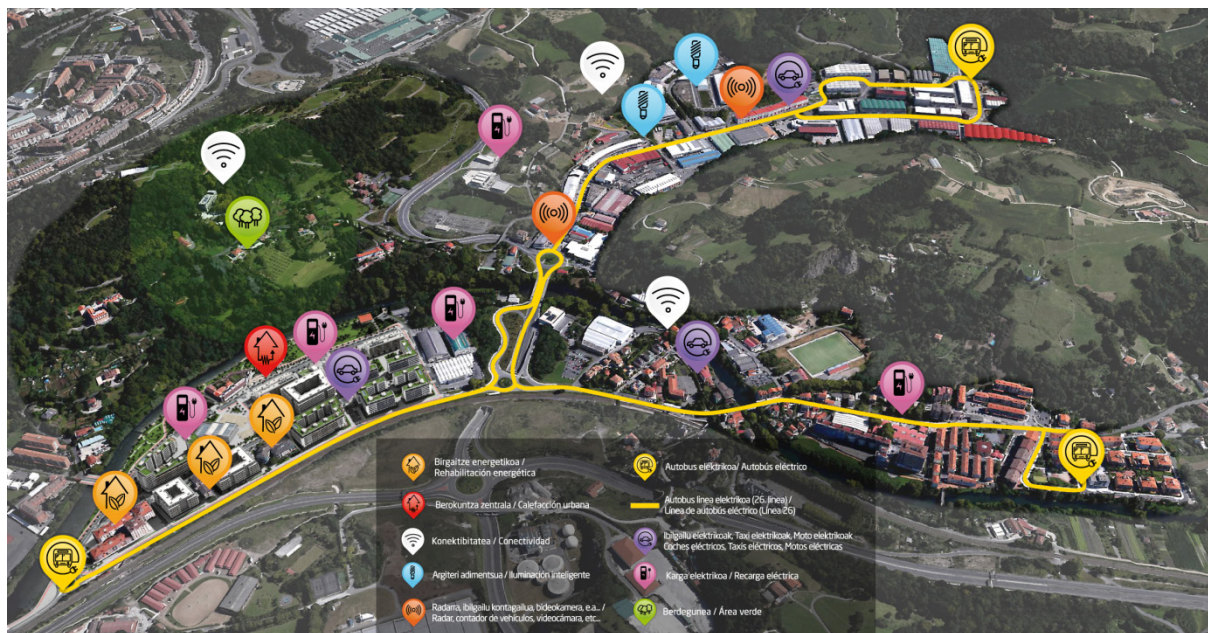 Birgaitze energetikoa /
Rehabilitación energética
Berokuntza zentrala / Calefacción urbana
Konektibitatea / Conectividad
Argiteri adimentsua / Iluminación inteligente
Radarra, ibilgailu kontagailua, bideokamera, e.a... /
Radar, contador de vehículos, videocámara, etc...
Autobus elektrikoa/ Autobús eléctrico
Autobus linea elektrikoa (26. linea) /
Línea de autobús eléctrico (Línea 26)
Ibilgailu elektrikoak, Taxi elektrikoak, Moto elektrikoak
Coches eléctricos, Taxis eléctricos, Motos eléctricas
Karga elektrikoa / Recarga eléctrica
Berdegunea / Área verde